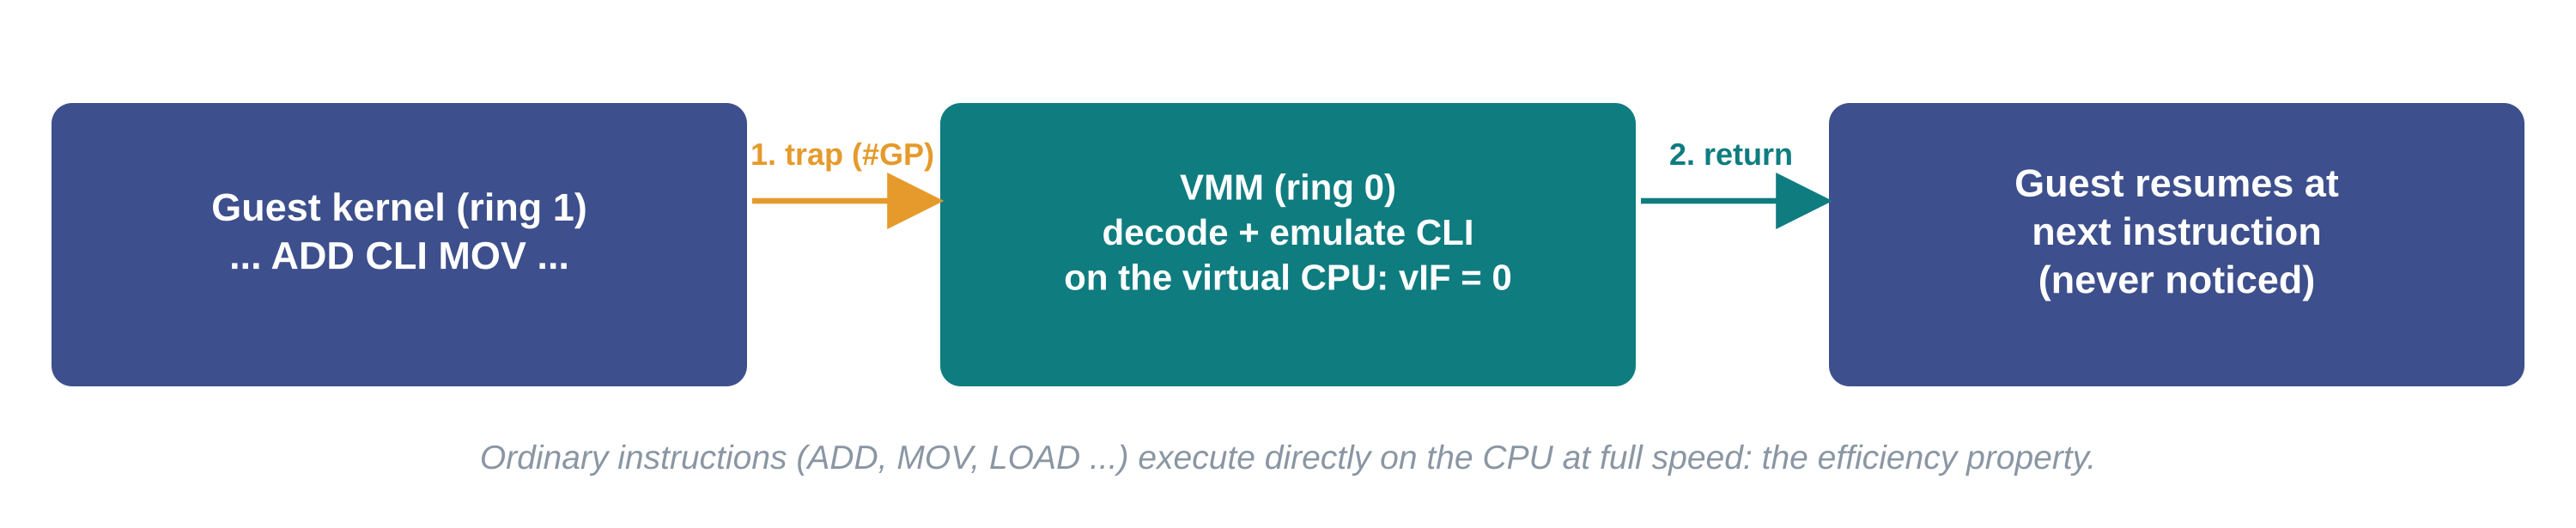 Guest kernel (ring 1)
... ADD CLI MOV ...
1. trap (#GP)
VMM (ring 0)
decode + emulate CLI
on the virtual CPU: vIF = 0
2. return
Guest resumes at
next instruction
(never noticed)
Ordinary instructions (ADD, MOV, LOAD ...) execute directly on the CPU at full speed: the efficiency property.